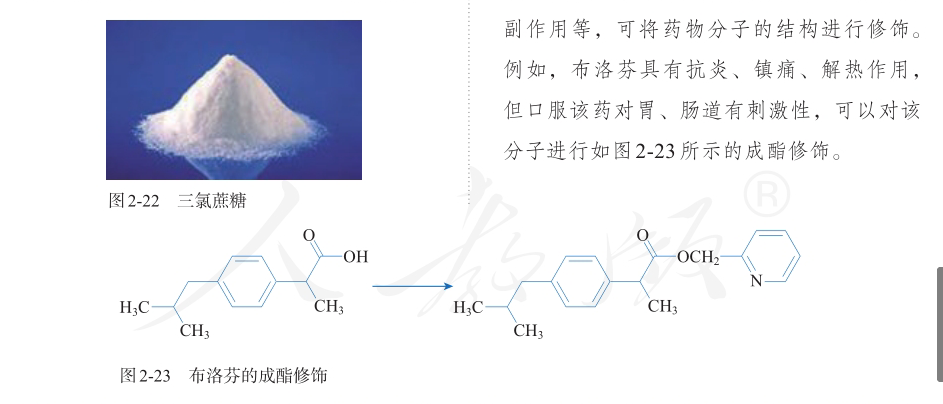 副作用等，可将药物分子的结构进行修饰。
例如，布洛芬具有抗炎、镇痛、解热作用，
但口服该药对胃、肠道有刺激性，可以对该
分子进行如图2-23所示的成酯修饰。
图2-22 三氯蔗糖
人教版®
O
OH
H₃C
CH₃
CH₃
O
OCH₂
N
H₃C
CH₃
CH₃
图2-23 布洛芬的成酯修饰